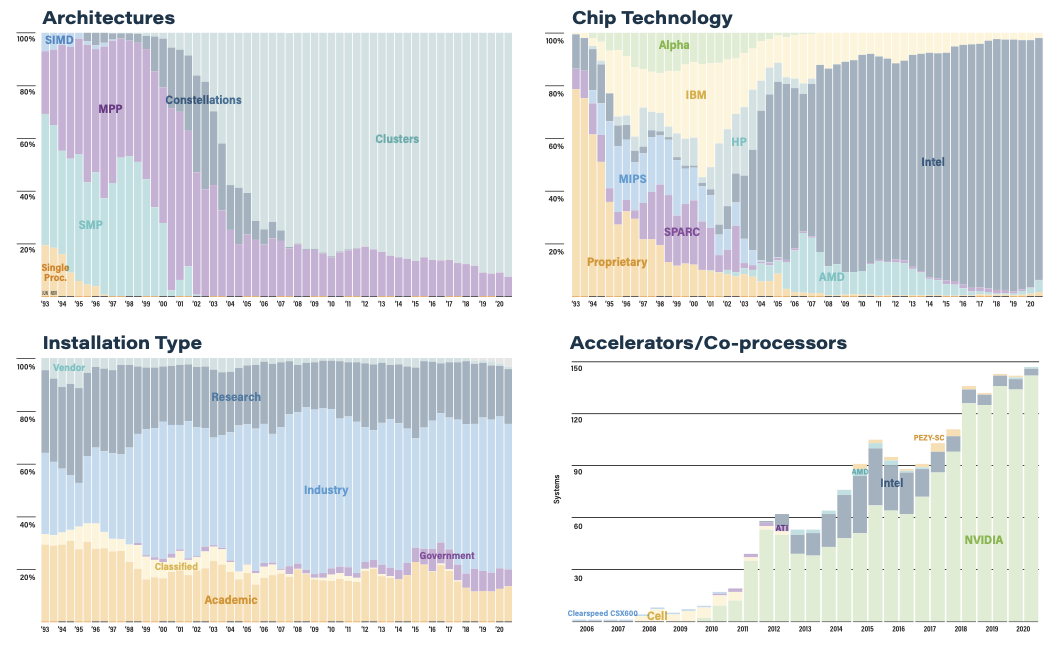 Architectures
100%
80%
60%
40%
20%
SIMD
MPP
Constellations
Clusters
SMP
Single
Proc.
'93 '94 '95 '96 '97 '98 '99 '00 '01 '02 '03 '04 '05 '06 '07 '08 '09 '10 '11 '12 '13 '14 '15 '16 '17 '18 '19 '20
Chip Technology
100%
80%
60%
40%
20%
Alpha
IBM
HP
Intel
MIPS
SPARC
Proprietary
AMD
'93 '94 '95 '96 '97 '98 '99 '00 '01 '02 '03 '04 '05 '06 '07 '08 '09 '10 '11 '12 '13 '14 '15 '16 '17 '18 '19 '20
Installation Type
100%
80%
60%
40%
20%
Vendor
Research
Industry
Government
Classified
Academic
'93 '94 '95 '96 '97 '98 '99 '00 '01 '02 '03 '04 '05 '06 '07 '08 '09 '10 '11 '12 '13 '14 '15 '16 '17 '18 '19 '20
Accelerators/Co-processors
150
120
90
60
30
Systems
PEZY-SC
AMD
Intel
ATI
NVIDIA
Clearspeed CSX600
Cell
2006 2007 2008 2009 2010 2011 2012 2013 2014 2015 2016 2017 2018 2019 2020